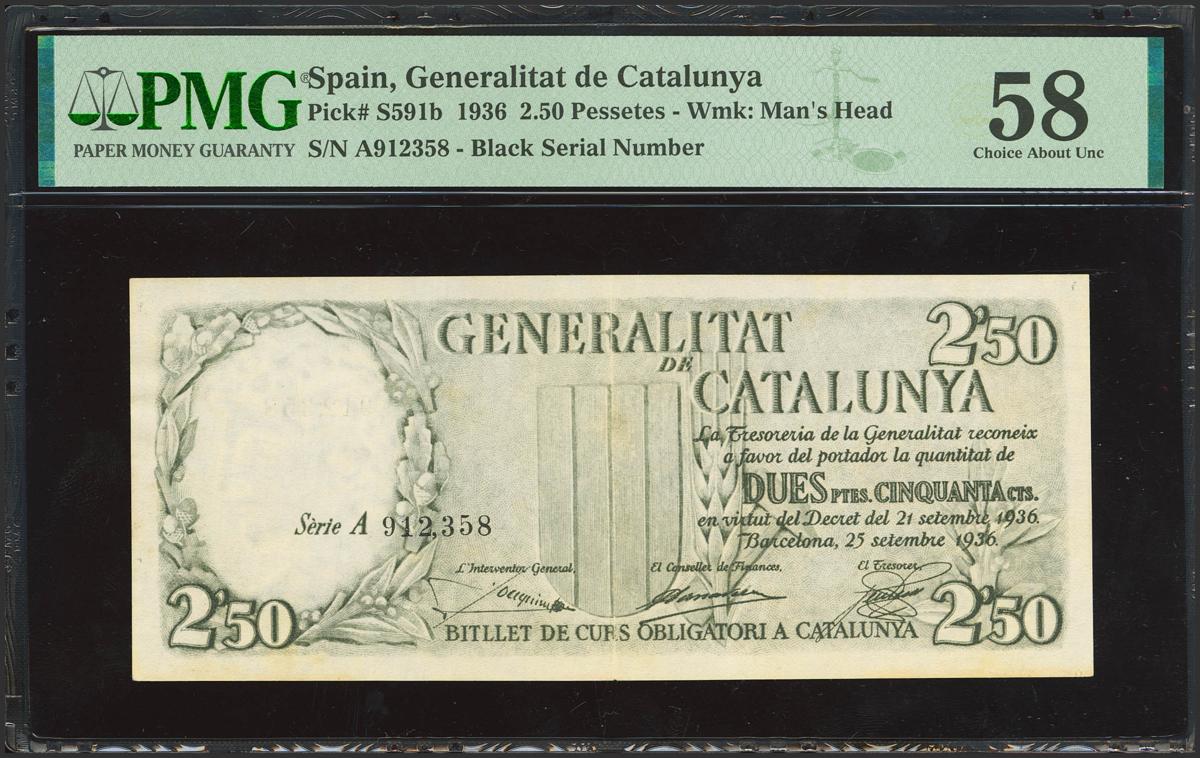 PMG®
PAPER MONEY GUARANTY
Spain, Generalitat de Catalunya
Pick# S591b 1936 2.50 Pessetes - Wmk: Man's Head
S/N A912358 - Black Serial Number
58
Choice About Unc
GENERALITAT
DE
CATALUNYA
2'50
La Tresoreria de la Generalitat reconeix
a favor del portador la quantitat de
DUES PTES. CINQUANTA CTS.
en virtut del Decret del 21 setembre 1936.
Barcelona, 25 setembre 1936.
Sèrie A 912,358
L'Interventor General,
El Conseller de Finances,
El Tresorer,
2'50
BITLLET DE CURS OBLIGATORI A CATALUNYA
2'50